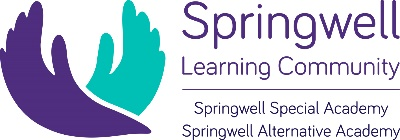 Springwell
Learning Community
Springwell Special Academy
Springwell Alternative Academy